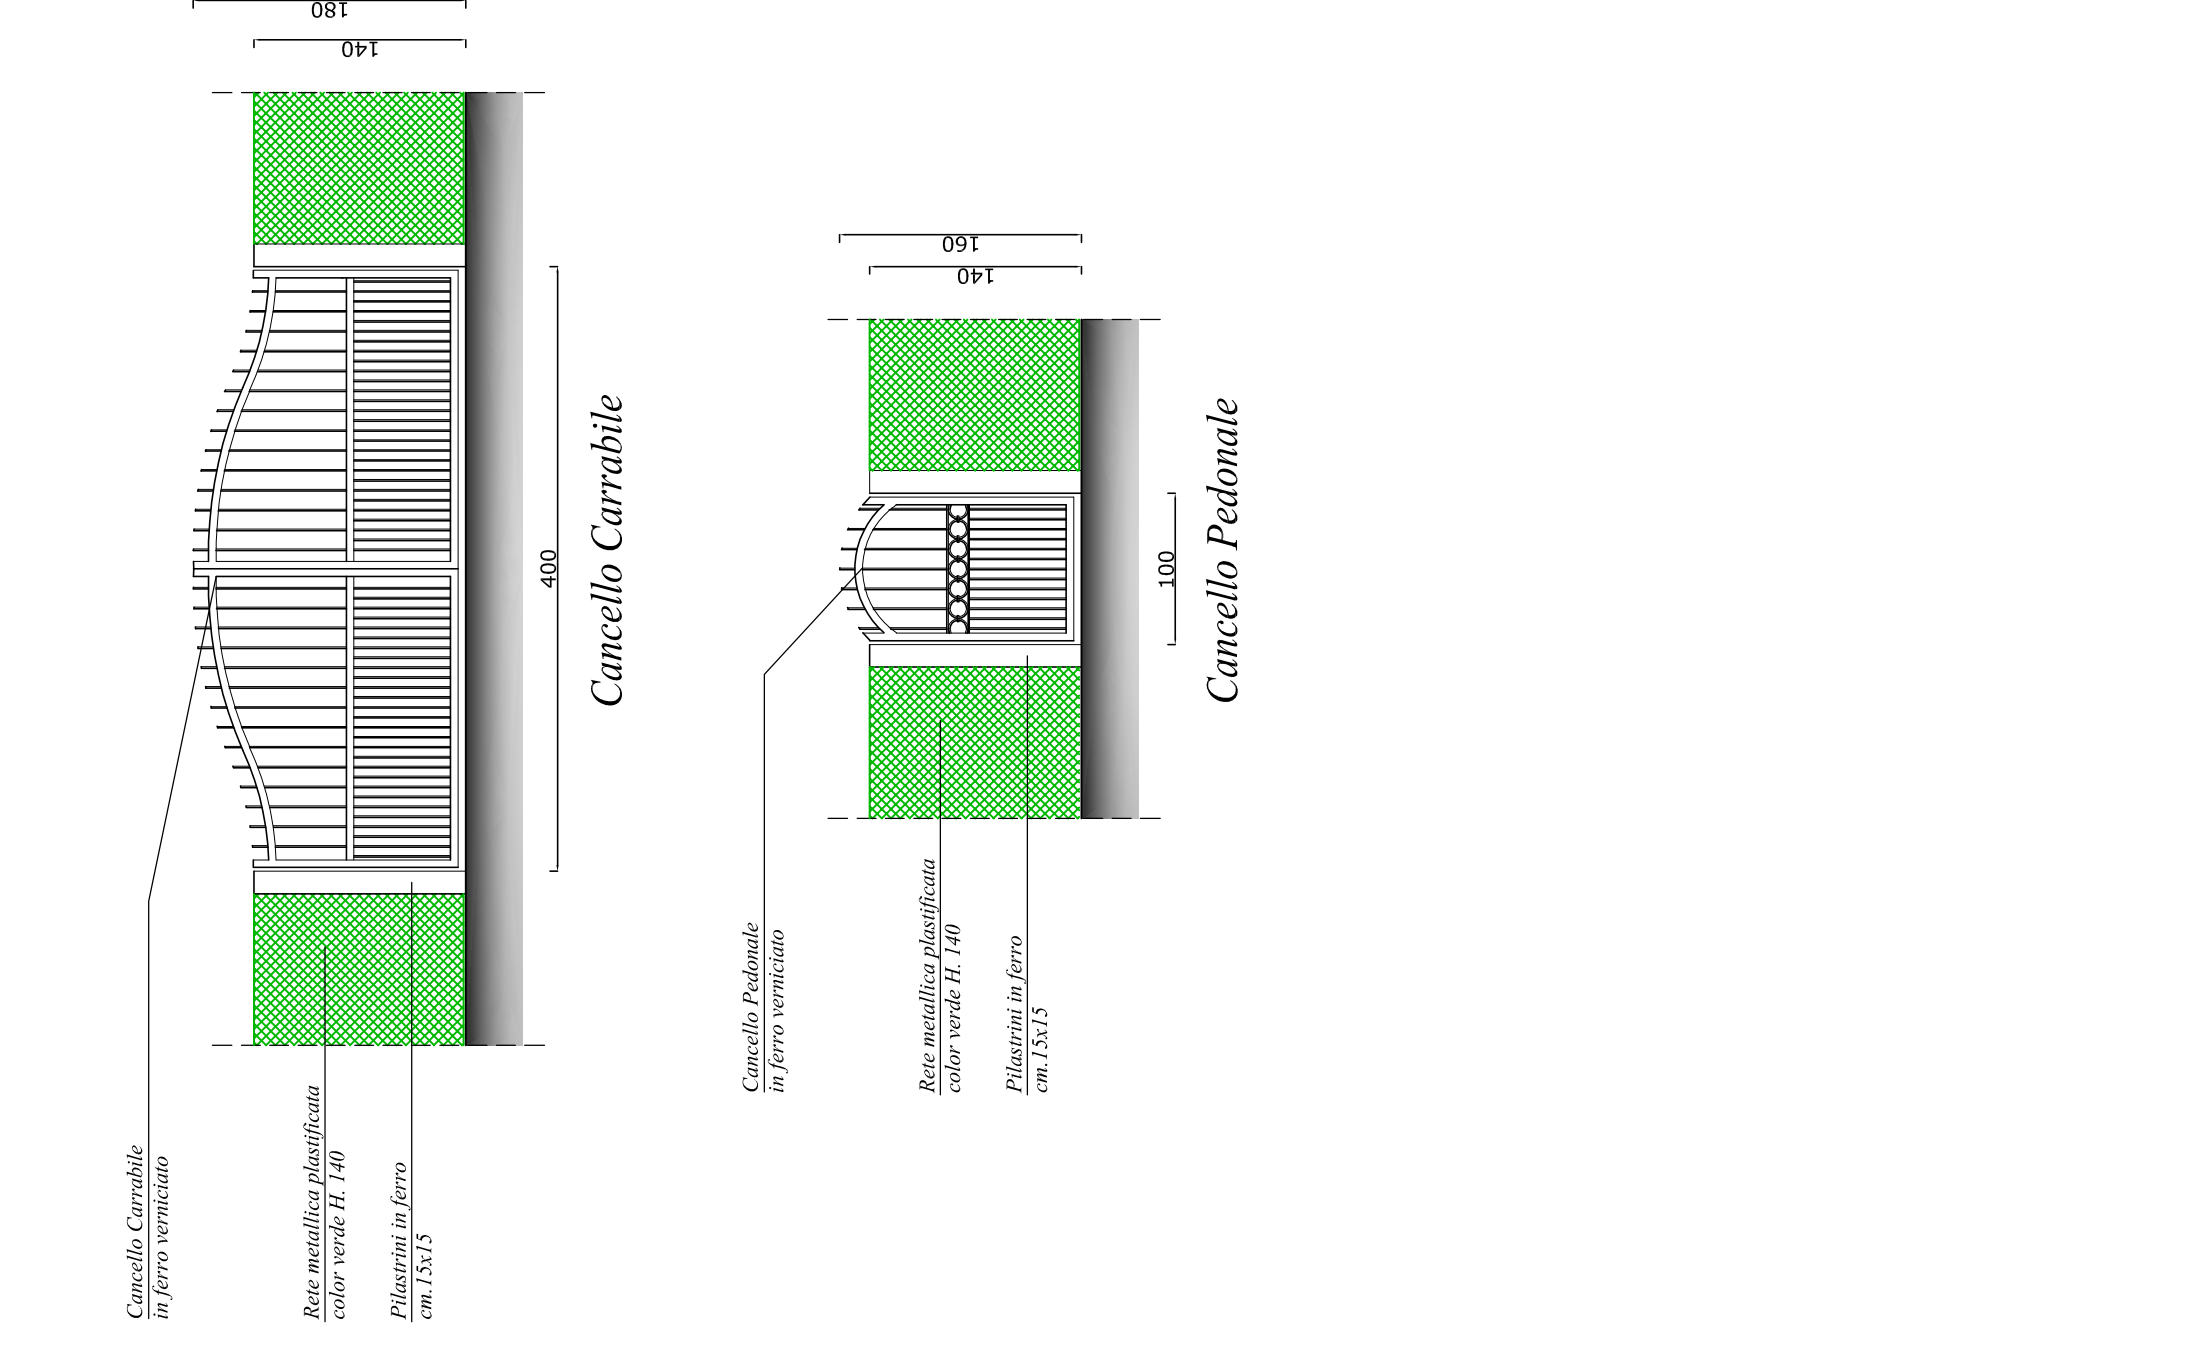 180
140
400
Cancello Carrabile
Cancello Carrabile
in ferro verniciato
Rete metallica plastificata
color verde H. 140
Pilastrini in ferro
cm.15x15
160
140
100
Cancello Pedonale
Cancello Pedonale
in ferro verniciato
Rete metallica plastificata
color verde H. 140
Pilastrini in ferro
cm.15x15